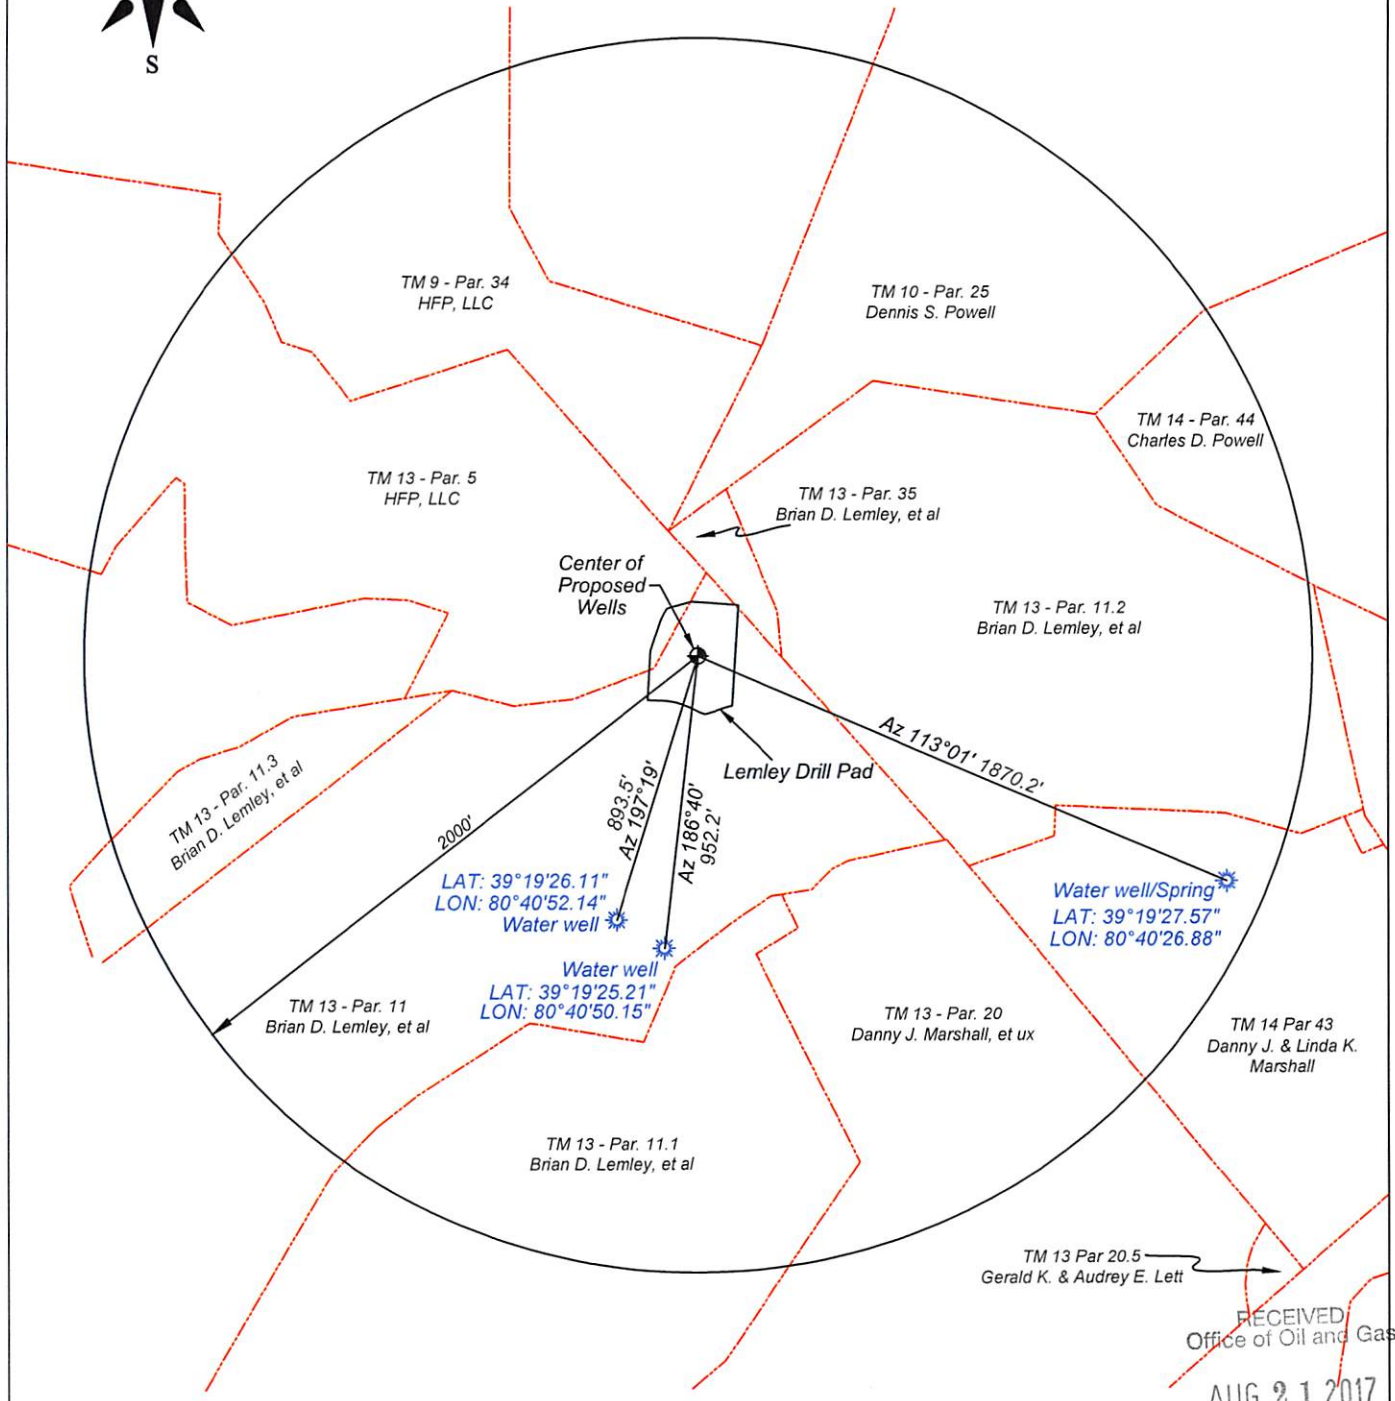 S
TM 9 - Par. 34
HFP, LLC
TM 10 - Par. 25
Dennis S. Powell
TM 14 - Par. 44
Charles D. Powell
TM 13 - Par. 5
HFP, LLC
TM 13 - Par. 35
Brian D. Lemley, et al
Center of
Proposed
Wells
TM 13 - Par. 11.2
Brian D. Lemley, et al
Az 113°01' 1870.2'
Lemley Drill Pad
TM 13 - Par. 11.3
Brian D. Lemley, et al
2000'
893.5'
Az 197°19'
Az 186°40'
952.2'
LAT: 39°19'26.11"
LON: 80°40'52.14"
Water well
Water well/Spring
LAT: 39°19'27.57"
LON: 80°40'26.88"
Water well
LAT: 39°19'25.21"
LON: 80°40'50.15"
TM 13 - Par. 11
Brian D. Lemley, et al
TM 13 - Par. 20
Danny J. Marshall, et ux
TM 14 Par 43
Danny J. & Linda K.
Marshall
TM 13 - Par. 11.1
Brian D. Lemley, et al
TM 13 Par 20.5
Gerald K. & Audrey E. Lett
RECEIVED
Office of Oil and Gas
AUG 21 2017